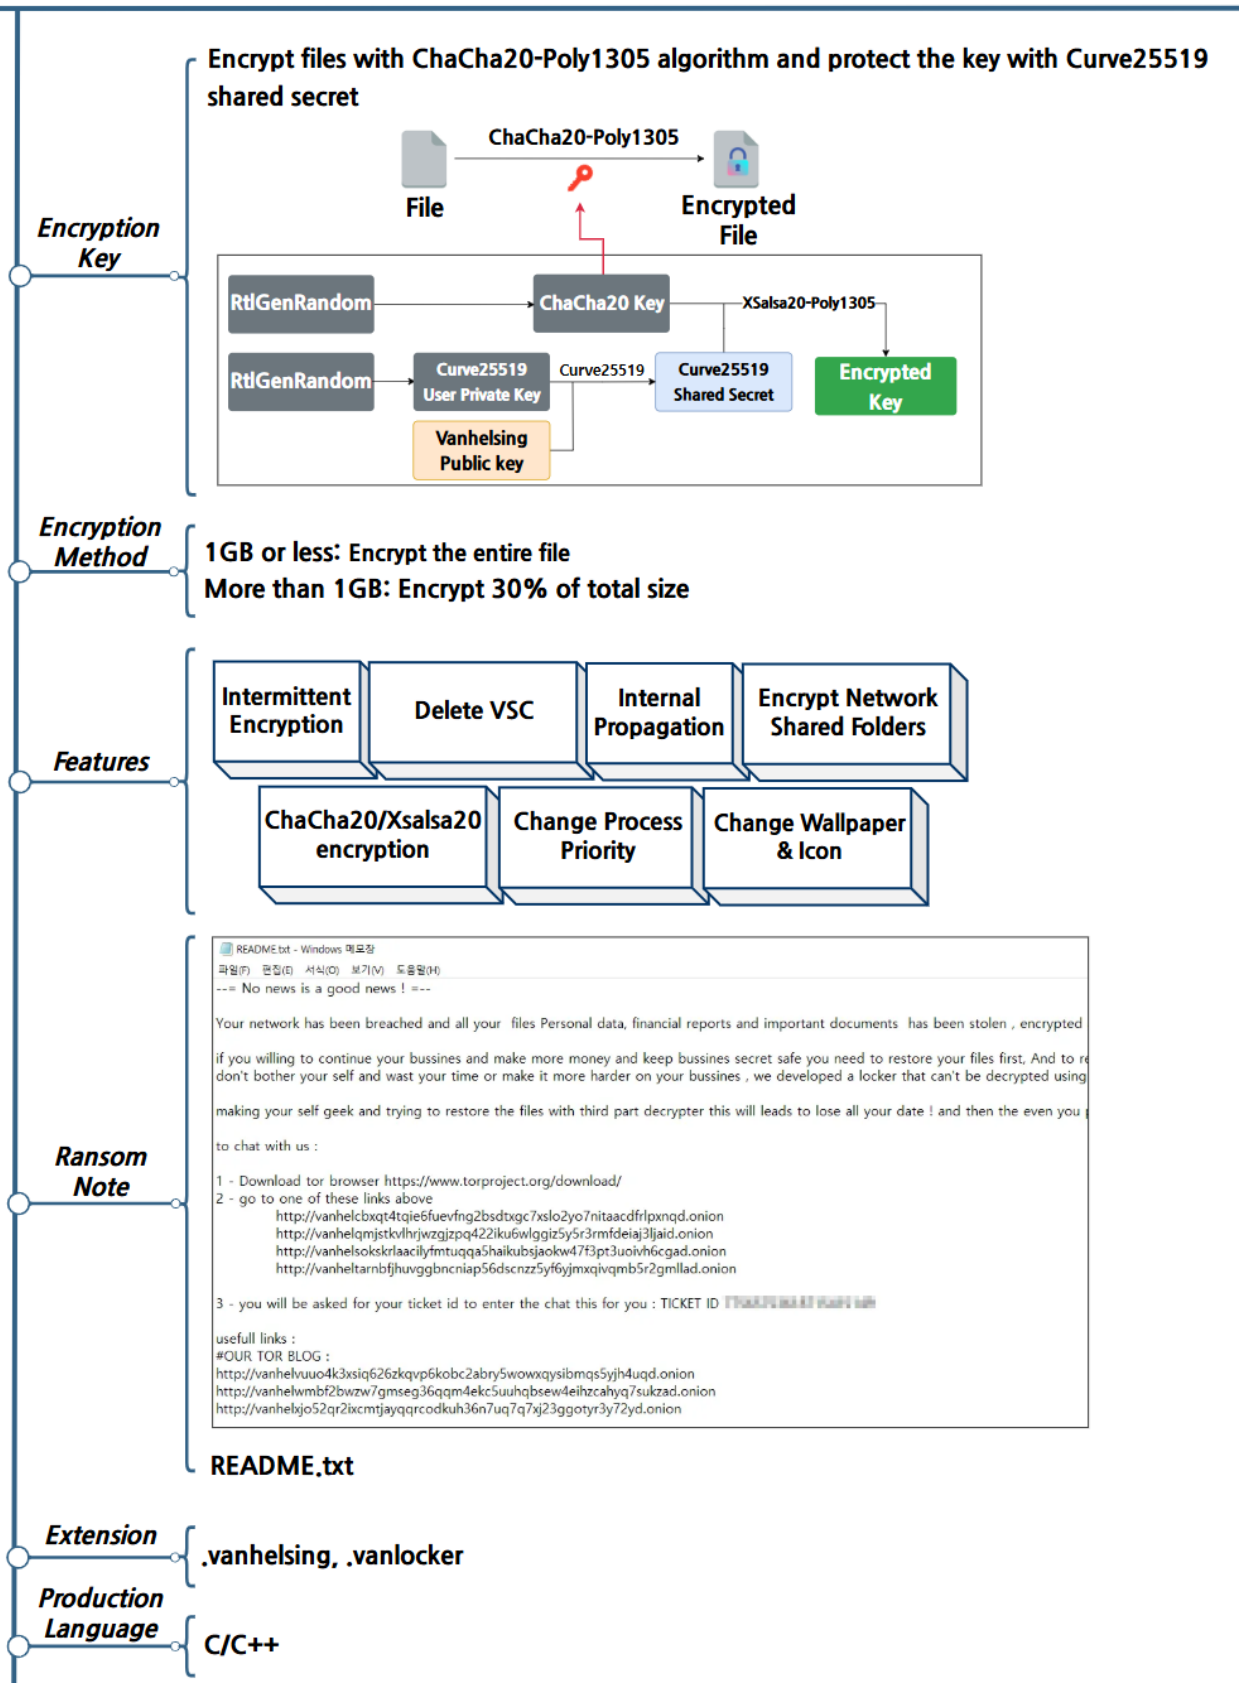 Encrypt files with ChaCha20-Poly1305 algorithm and protect the key with Curve25519
shared secret
ChaCha20-Poly1305
File
Encrypted
File
Encryption
Key
RtlGenRandom
ChaCha20 Key
XSalsa20-Poly1305
RtlGenRandom
Curve25519
User Private Key
Curve25519
Curve25519
Shared Secret
Encrypted
Key
Vanhelsing
Public key
Encryption
Method
1GB or less: Encrypt the entire file
More than 1GB: Encrypt 30% of total size
Features
Intermittent
Encryption
Delete VSC
Internal
Propagation
Encrypt Network
Shared Folders
ChaCha20/Xsalsa20
encryption
Change Process
Priority
Change Wallpaper
& Icon
Ransom
Note
README.txt - Windows 메모장
파일(F) 편집(E) 서식(O) 보기(V) 도움말(H)
--= No news is a good news ! =--
Your network has been breached and all your files Personal data, financial reports and important documents has been stolen , encrypted
if you willing to continue your bussines and make more money and keep bussines secret safe you need to restore your files first, And to re
don't bother your self and wast your time or make it more harder on your bussines , we developed a locker that can't be decrypted using
making your self geek and trying to restore the files with third part decrypter this will leads to lose all your date ! and then the even you
to chat with us :
1 - Download tor browser https://www.torproject.org/download/
2 - go to one of these links above
http://vanhelcbxqt4tqie6fuevfng2bsdtxgc7xslo2yo7nitaacdfrlpxnqd.onion
http://vanhelqmjstkvlhrjwzgjzpq422iku6wlggiz5y5r3rmfdeiaj3ljaid.onion
http://vanhelsokskrlaacilyfmtuqqa5haikubsjaokw47f3pt3uoivh6cgad.onion
http://vanheltarnbfjhuvggbncniap56dscnzz5yf6yjmxqivqmb5r2gmllad.onion
3 - you will be asked for your ticket id to enter the chat this for you : TICKET ID
usefull links :
#OUR TOR BLOG :
http://vanhelvuuo4k3xsiq626zkqvp6kobc2abry5wowxqysibmqs5yjh4uqd.onion
http://vanhelwmbf2bwzw7gmseg36qqm4ekc5uuhqbsew4eihzcahyq7sukzad.onion
http://vanhelxjo52qr2ixcmtjayqqrcodkuh36n7uq7q7xj23ggotyr3y72yd.onion
README.txt
Extension
.vanhelsing, .vanlocker
Production
Language
C/C++